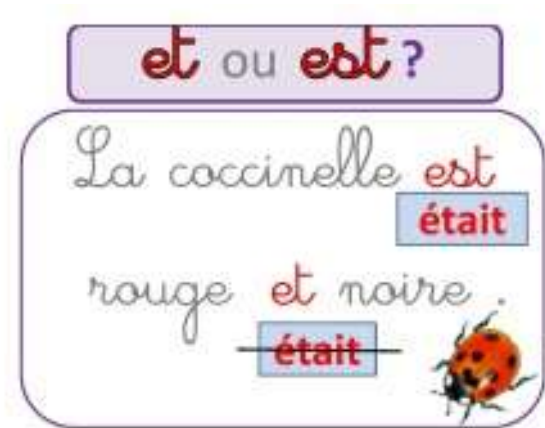 et ou est ?
La coccinelle est
était
rouge et noire .
était